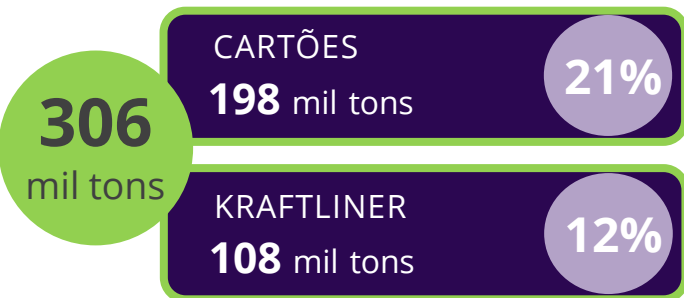 306
mil tons
CARTÕES
198 mil tons
21%
KRAFTLINER
108 mil tons
12%